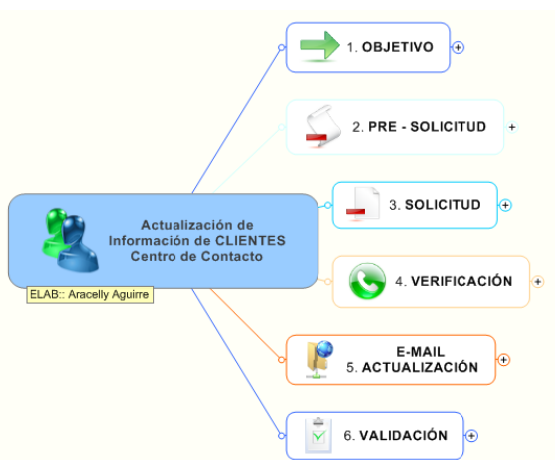 1. OBJETIVO
2. PRE - SOLICITUD
3. SOLICITUD
Actualización de
Información de CLIENTES
Centro de Contacto
4. VERIFICACIÓN
ELAB:: Aracelly Aguirre
E-MAIL
5. ACTUALIZACIÓN
6. VALIDACIÓN